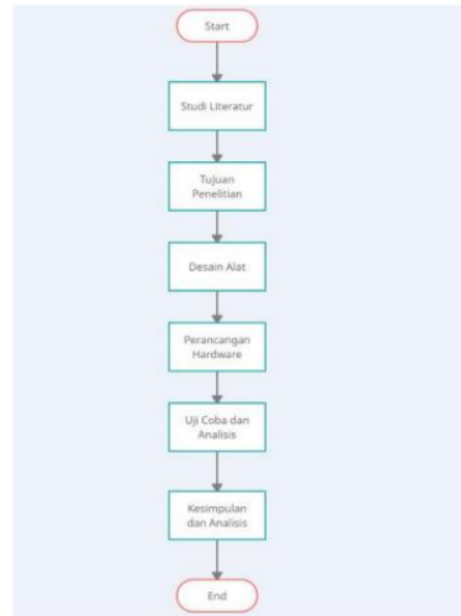 Start
Studi Literatur
Tujuan
Penelitian
Desain Alat
Perancangan
Hardware
Uji Coba dan
Analisis
Kesimpulan
dan Analisis
End